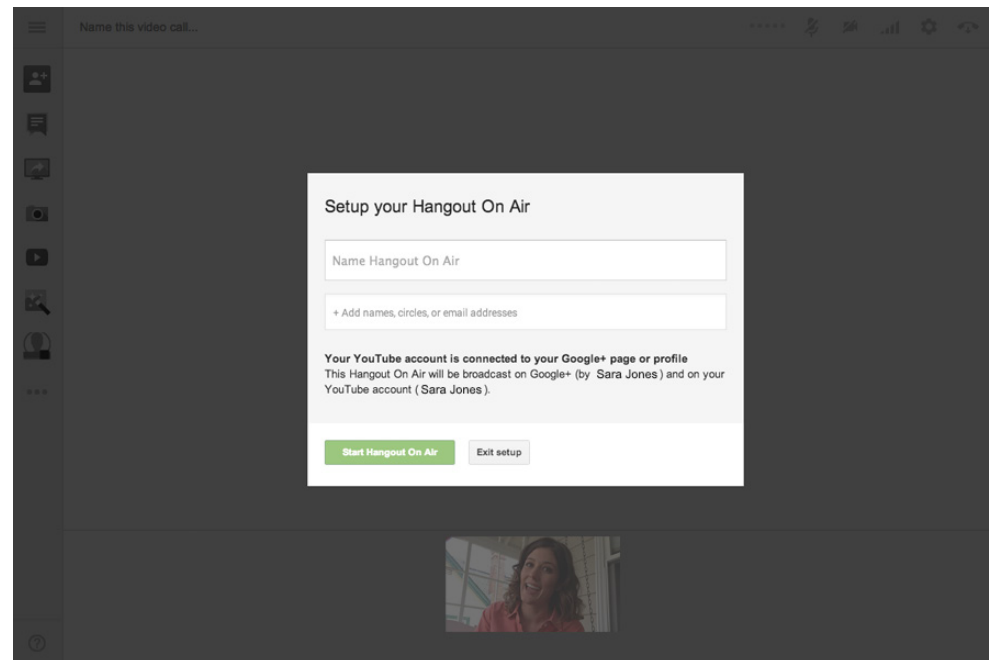 Name this video call...
Setup your Hangout On Air
Name Hangout On Air
+ Add names, circles, or email addresses
Your YouTube account is connected to your Google+ page or profile
This Hangout On Air will be broadcast on Google+ (by Sara Jones) and on your
YouTube account (Sara Jones).
Start Hangout On Air
Exit setup